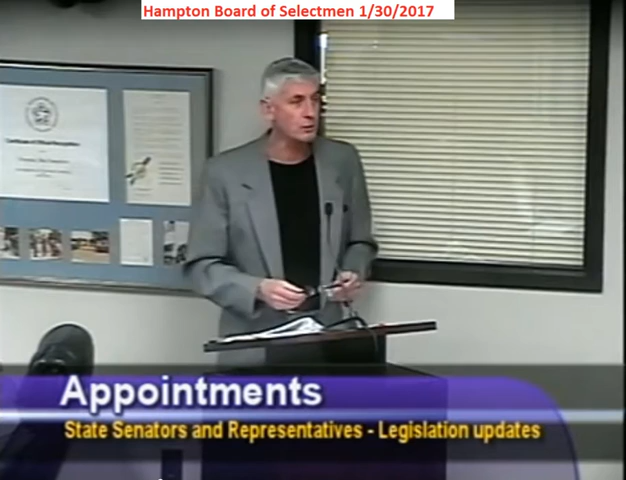 Hampton Board of Selectmen 1/30/2017
Appointments
State Senators and Representatives - Legislation updates